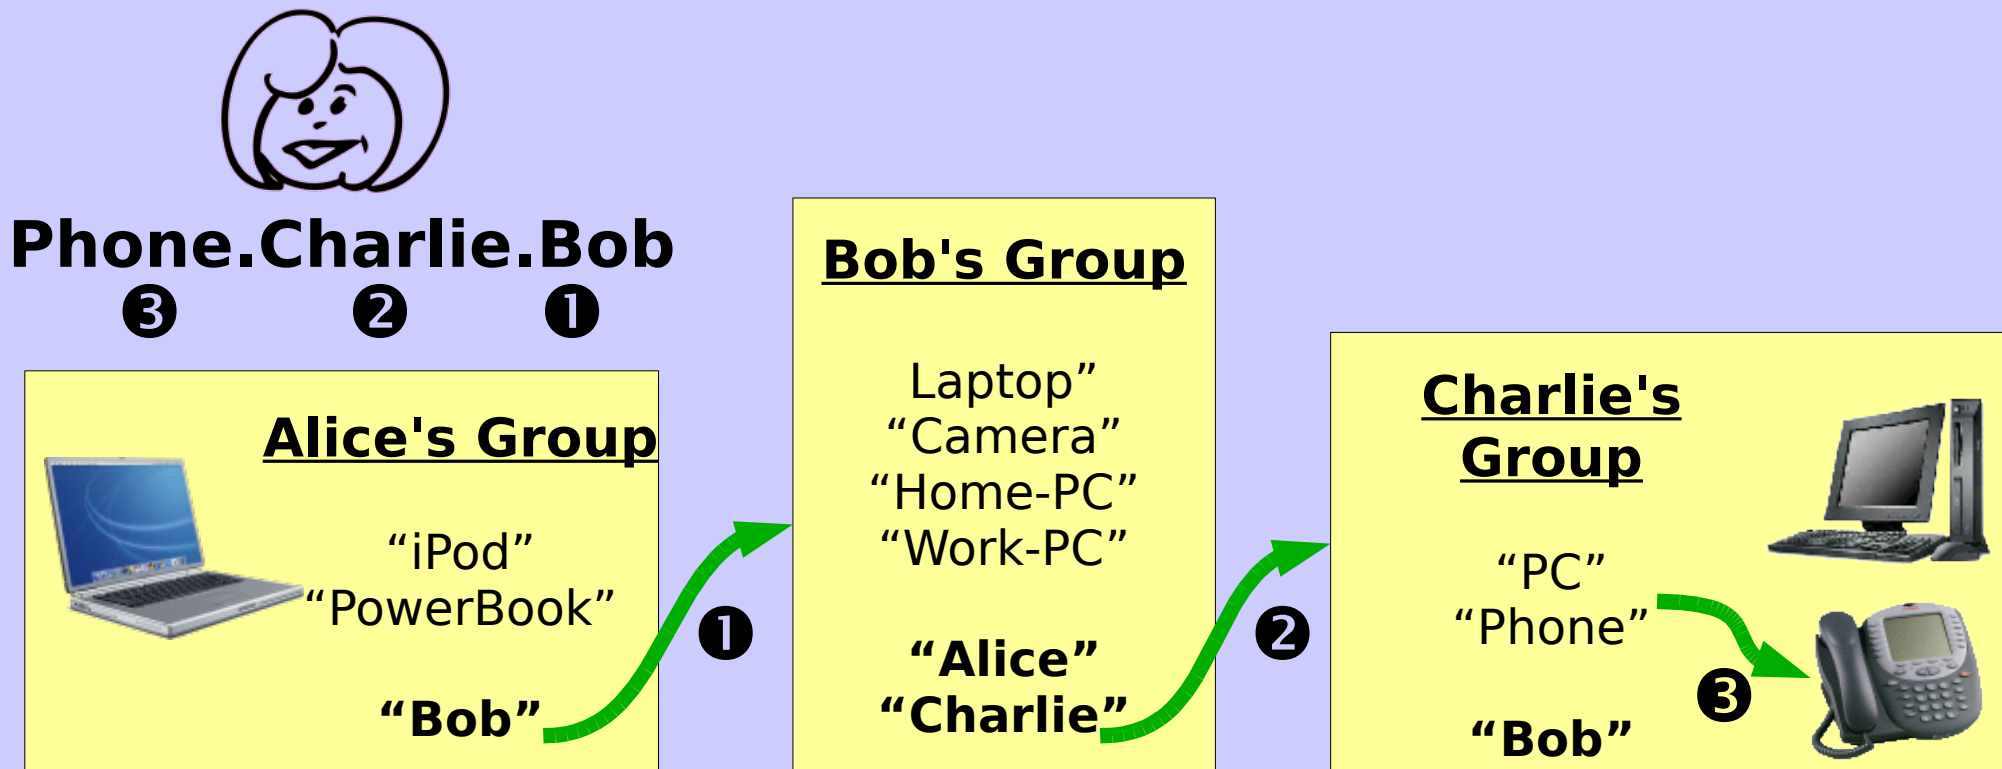 Phone.Charlie.Bob
❸ ❷ ❶
Alice's Group
“iPod”
“PowerBook”
“Bob”
❶
Bob's Group
Laptop”
“Camera”
“Home-PC”
“Work-PC”
“Alice”
“Charlie”
❷
Charlie's
Group
“PC”
“Phone”
❸
“Bob”